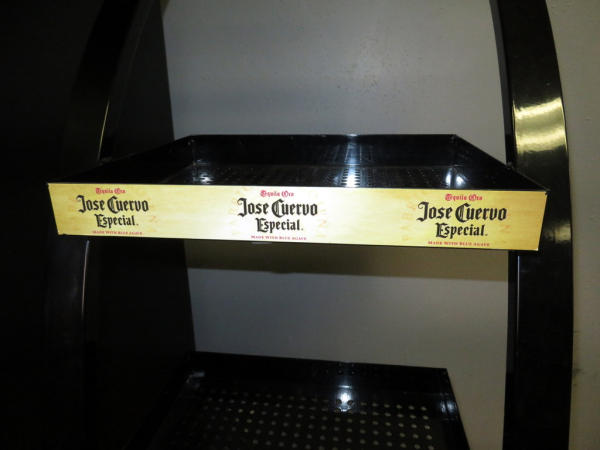 Tequila Oro
Jose Cuervo
Especial.
MADE WITH BLUE AGAVE
Tequila Oro
Jose Cuervo
Especial.
MADE WITH BLUE AGAVE
Tequila Oro
Jose Cuervo
Especial.
MADE WITH BLUE AGAVE